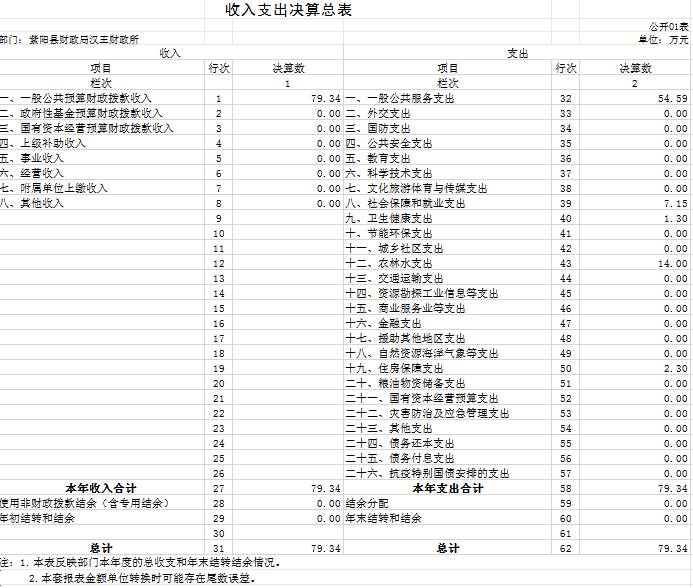 收入支出决算总表
公开01表
部门：紫阳县财政局汉王财政所 单位：万元
收入 支出
项目 行次 决算数 项目 行次 决算数
栏次 1 栏次 2
一、一般公共预算财政拨款收入 1 79.34 一、一般公共服务支出 32 54.59
二、政府性基金预算财政拨款收入 2 0.00 二、外交支出 33 0.00
三、国有资本经营预算财政拨款收入 3 0.00 三、国防支出 34 0.00
四、上级补助收入 4 0.00 四、公共安全支出 35 0.00
五、事业收入 5 0.00 五、教育支出 36 0.00
六、经营收入 6 0.00 六、科学技术支出 37 0.00
七、附属单位上缴收入 7 0.00 七、文化旅游体育与传媒支出 38 0.00
八、其他收入 8 0.00 八、社会保障和就业支出 39 7.15
9 九、卫生健康支出 40 1.30
10 十、节能环保支出 41 0.00
11 十一、城乡社区支出 42 0.00
12 十二、农林水支出 43 14.00
13 十三、交通运输支出 44 0.00
14 十四、资源勘探工业信息等支出 45 0.00
15 十五、商业服务业等支出 46 0.00
16 十六、金融支出 47 0.00
17 十七、援助其他地区支出 48 0.00
18 十八、自然资源海洋气象等支出 49 0.00
19 十九、住房保障支出 50 2.30
20 二十、粮油物资储备支出 51 0.00
21 二十一、国有资本经营预算支出 52 0.00
22 二十二、灾害防治及应急管理支出 53 0.00
23 二十三、其他支出 54 0.00
24 二十四、债务还本支出 55 0.00
25 二十五、债务付息支出 56 0.00
26 二十六、抗疫特别国债安排的支出 57 0.00
本年收入合计 27 79.34 本年支出合计 58 79.34
使用非财政拨款结余（含专用结余） 28 0.00 结余分配 59 0.00
年初结转和结余 29 0.00 年末结转和结余 60 0.00
30 61
总计 31 79.34 总计 62 79.34
注：1.本表反映部门本年度的总收支和年末结转结余情况。
2.本套报表金额单位转换时可能存在尾数误差。